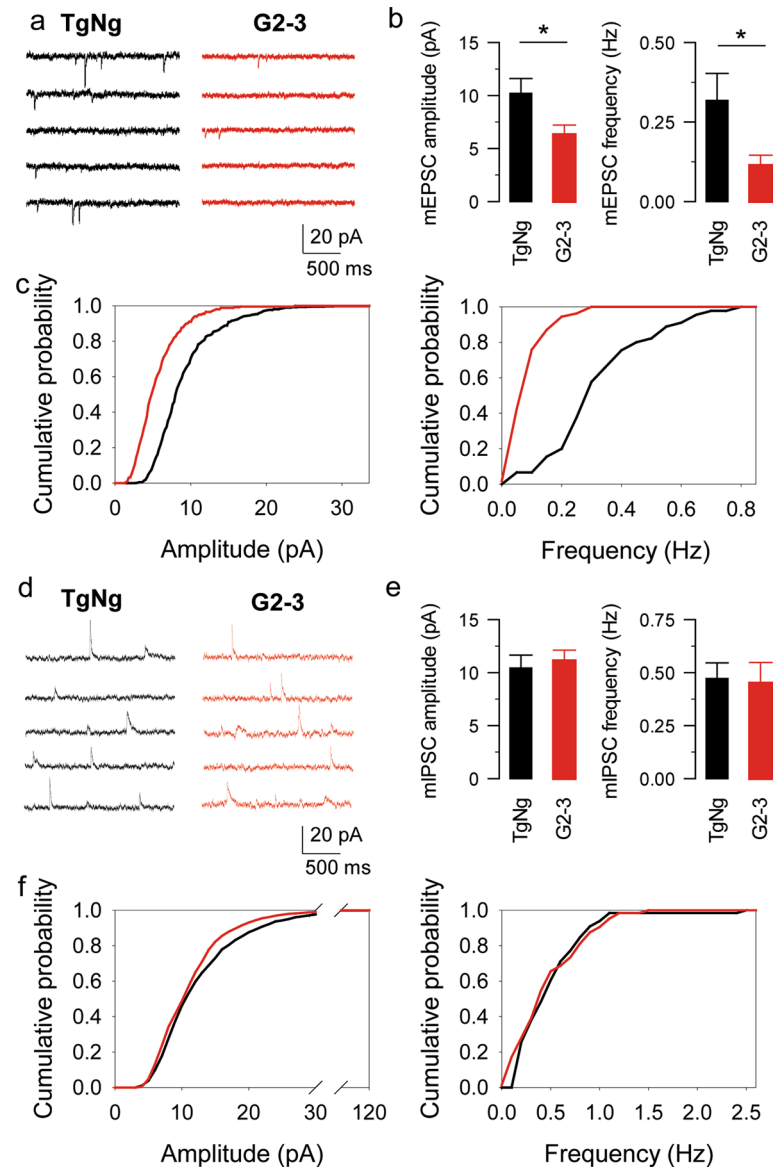 a
TgNg G2-3
20 pA
500 ms
b
mEPSC amplitude (pA)
15
10
5
0
TgNg
G2-3
*
mEPSC frequency (Hz)
0.50
0.25
0.00
TgNg
G2-3
*
c
Cumulative probability
1.0
0.8
0.6
0.4
0.2
0.0
0 10 20 30
Amplitude (pA)
Cumulative probability
1.0
0.8
0.6
0.4
0.2
0.0
0.0 0.2 0.4 0.6 0.8
Frequency (Hz)
d
TgNg G2-3
20 pA
500 ms
e
mIPSC amplitude (pA)
15
10
5
0
TgNg
G2-3
mIPSC frequency (Hz)
0.75
0.50
0.25
0.00
TgNg
G2-3
f
Cumulative probability
1.0
0.8
0.6
0.4
0.2
0.0
0 10 20 30 120
Amplitude (pA)
Cumulative probability
1.0
0.8
0.6
0.4
0.2
0.0
0.0 0.5 1.0 1.5 2.0 2.5
Frequency (Hz)